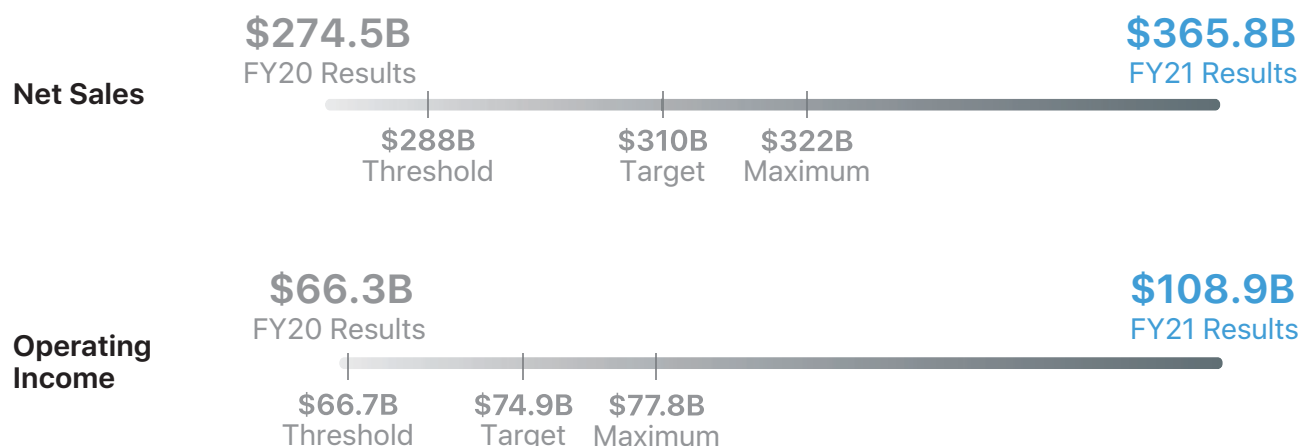 $274.5B
FY20 Results
$365.8B
FY21 Results
Net Sales
$288B
Threshold
$310B
Target
$322B
Maximum
$66.3B
FY20 Results
$108.9B
FY21 Results
Operating
Income
$66.7B
Threshold
$74.9B
Target
$77.8B
Maximum